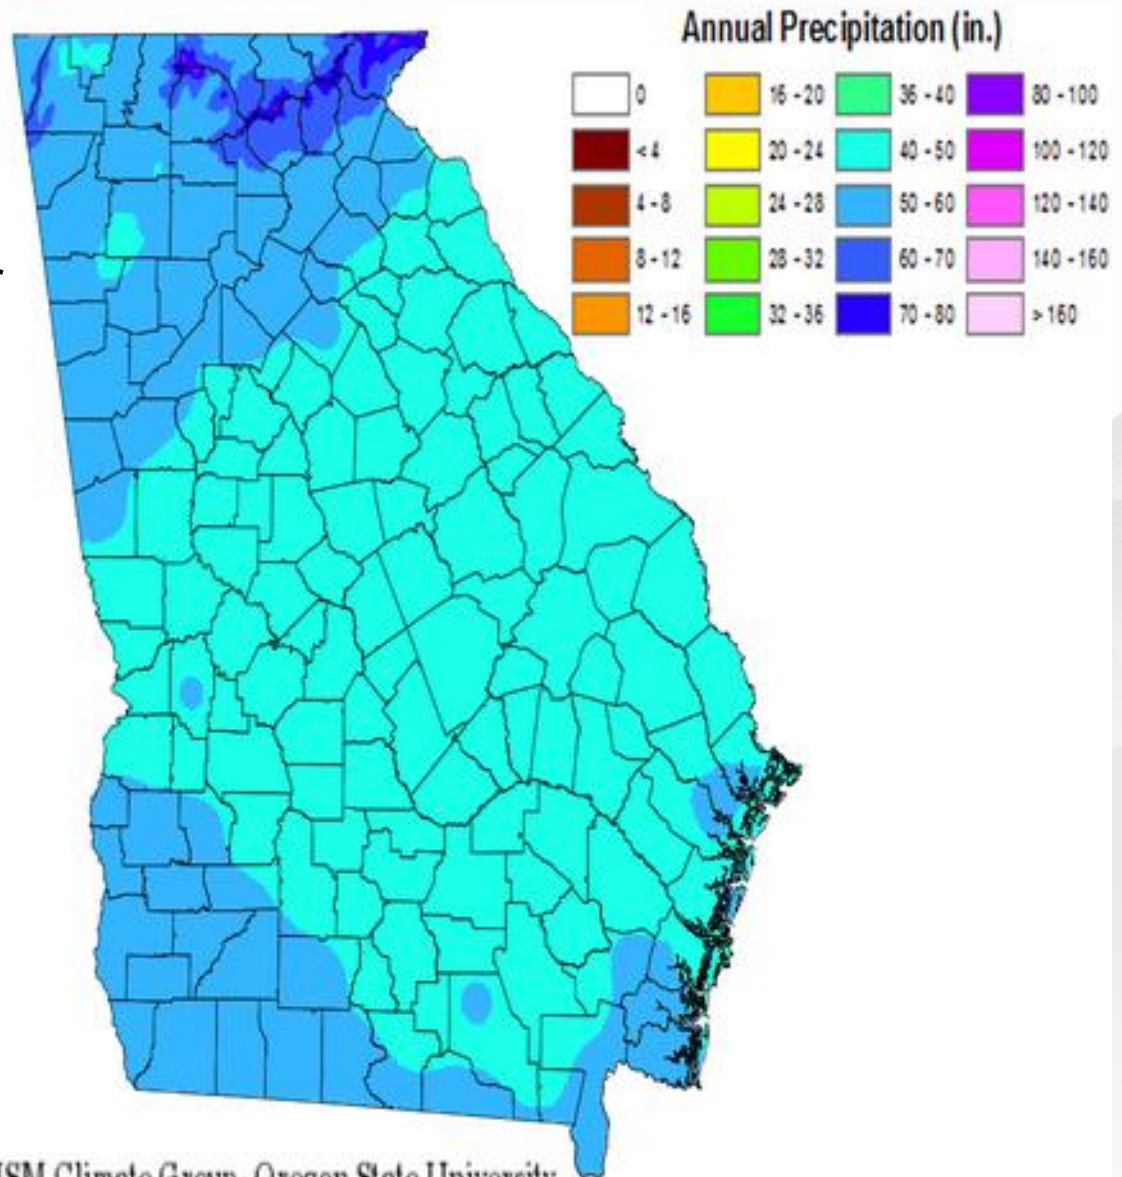 Annual Precipitation (in.)
0 16 - 20 36 - 40 80 - 100
< 4 20 - 24 40 - 50 100 - 120
4 - 8 24 - 28 50 - 60 120 - 140
8 - 12 28 - 32 60 - 70 140 - 160
12 - 16 32 - 36 70 - 80 > 160
Climate Group, Oregon State University